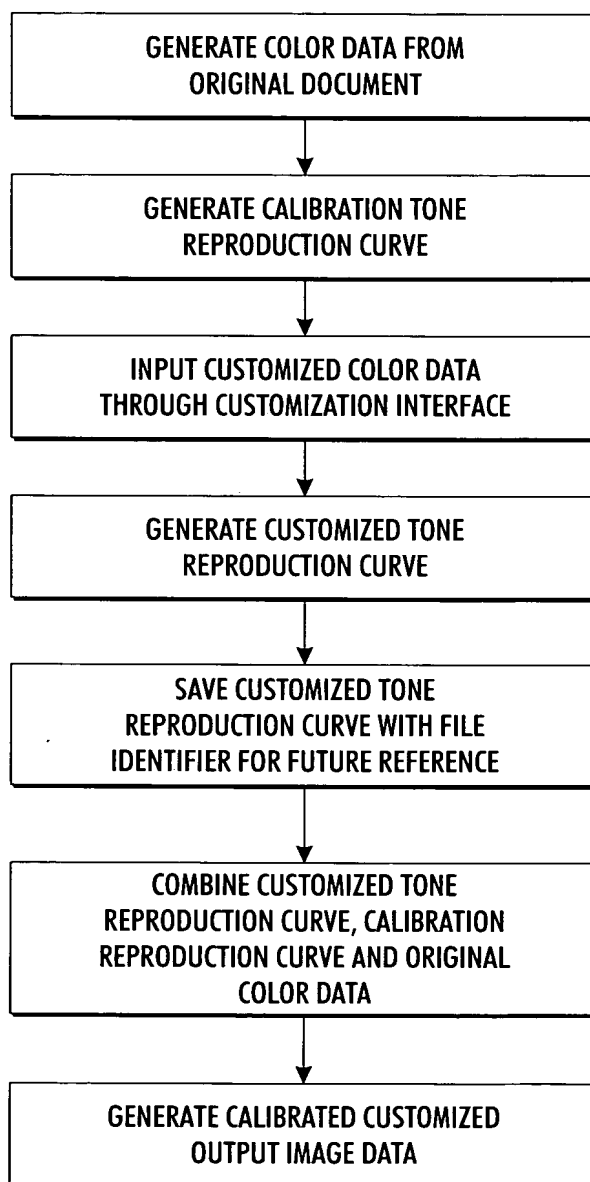 GENERATE COLOR DATA FROM
ORIGINAL DOCUMENT
GENERATE CALIBRATION TONE
REPRODUCTION CURVE
INPUT CUSTOMIZED COLOR DATA
THROUGH CUSTOMIZATION INTERFACE
GENERATE CUSTOMIZED TONE
REPRODUCTION CURVE
SAVE CUSTOMIZED TONE
REPRODUCTION CURVE WITH FILE
IDENTIFIER FOR FUTURE REFERENCE
COMBINE CUSTOMIZED TONE
REPRODUCTION CURVE, CALIBRATION
REPRODUCTION CURVE AND ORIGINAL
COLOR DATA
GENERATE CALIBRATED CUSTOMIZED
OUTPUT IMAGE DATA